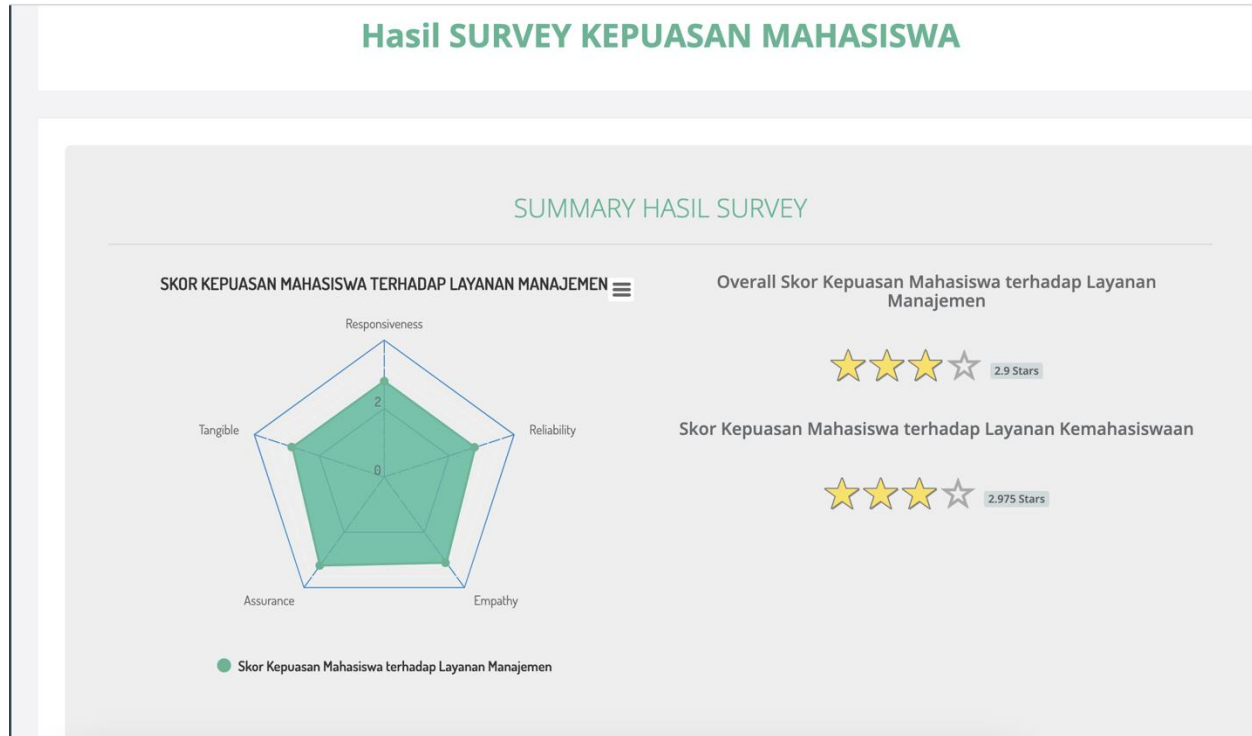 Hasil SURVEY KEPUASAN MAHASISWA
SUMMARY HASIL SURVEY
SKOR KEPUASAN MAHASISWA TERHADAP LAYANAN MANAJEMEN
Responsiveness
2
Tangible
Reliability
0
Assurance
Empathy
Skor Kepuasan Mahasiswa terhadap Layanan Manajemen
Overall Skor Kepuasan Mahasiswa terhadap Layanan
Manajemen
2.9 Stars
Skor Kepuasan Mahasiswa terhadap Layanan Kemahasiswaan
2.975 Stars